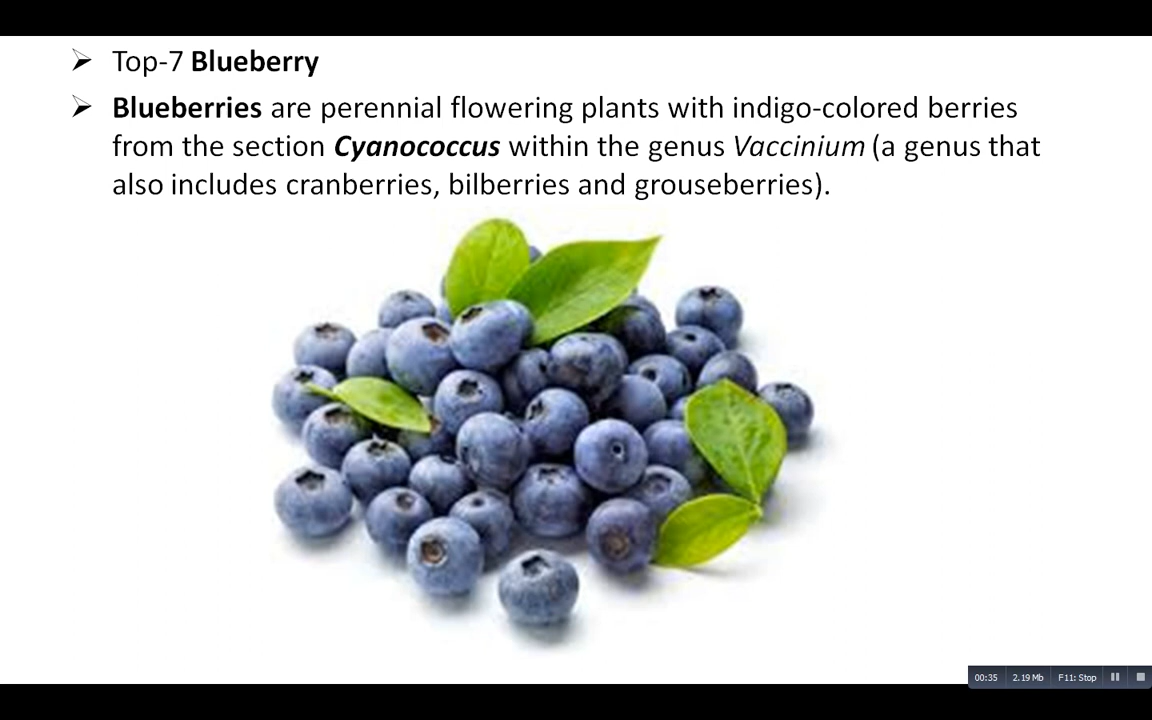 Top-7 Blueberry
Blueberries are perennial flowering plants with indigo-colored berries
from the section Cyanococcus within the genus Vaccinium (a genus that
also includes cranberries, bilberries and grouseberries).
00:35 2.19 Mb F11: Stop